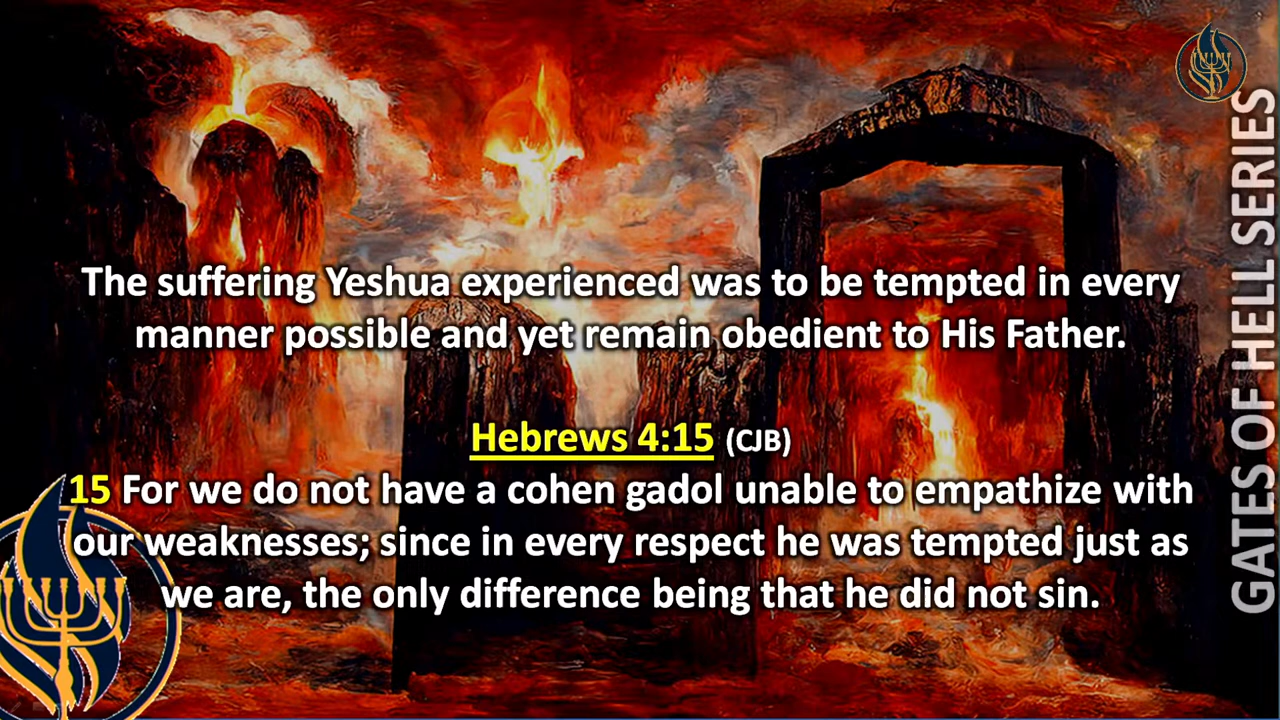 The suffering Yeshua experienced was to be tempted in every
manner possible and yet remain obedient to His Father.
Hebrews 4:15 (CJB)
15 For we do not have a cohen gadol unable to empathize with
our weaknesses; since in every respect he was tempted just as
we are, the only difference being that he did not sin.
GATES OF HELL SERIES